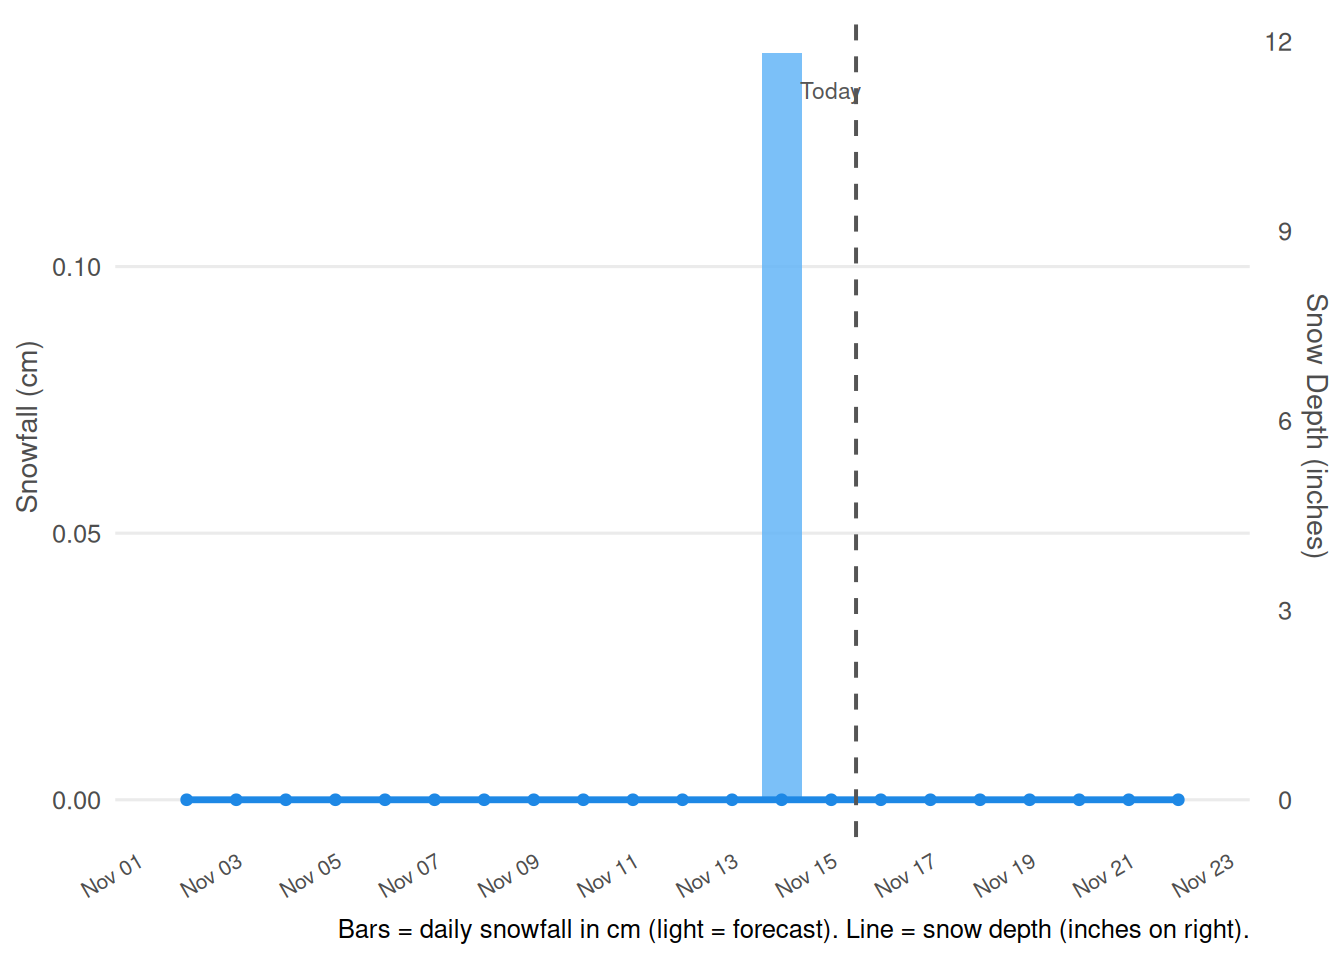 12
Today
9
0.10
Snowfall (cm)
Snow Depth (inches)
6
0.05
3
0.00
0
Nov 01
Nov 03
Nov 05
Nov 07
Nov 09
Nov 11
Nov 13
Nov 15
Nov 17
Nov 19
Nov 21
Nov 23
Bars = daily snowfall in cm (light = forecast). Line = snow depth (inches on right).